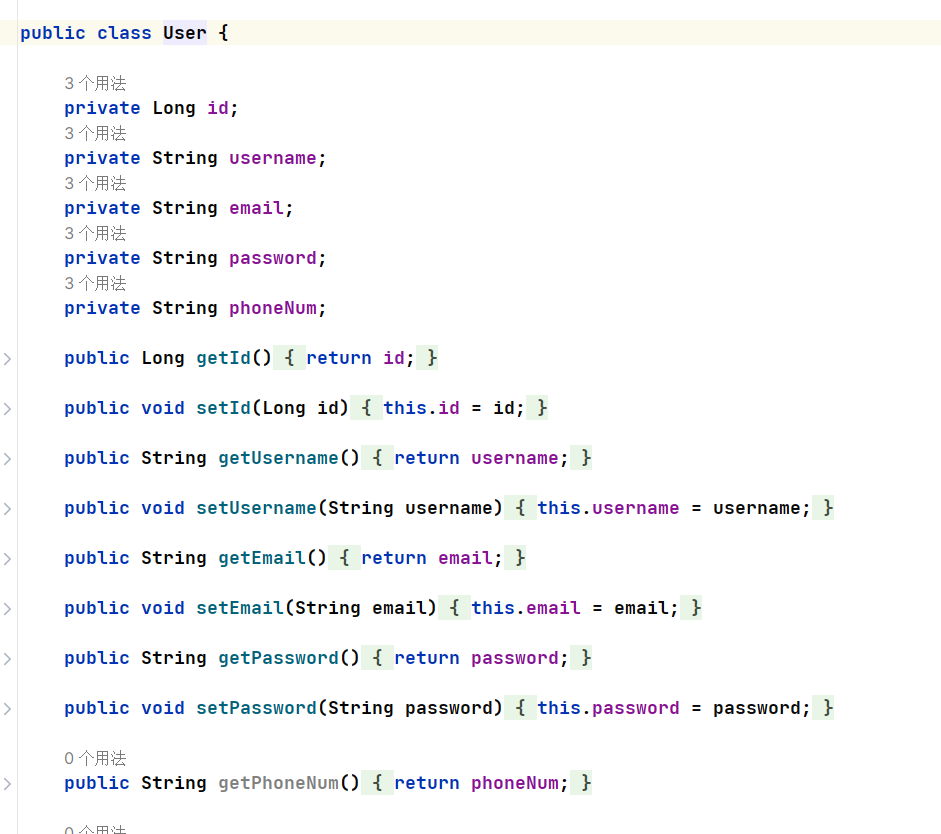 public class User {
3 个用法
private Long id;
3 个用法
private String username;
3 个用法
private String email;
3 个用法
private String password;
3 个用法
private String phoneNum;
public Long getId() { return id; }
public void setId(Long id) { this.id = id; }
public String getUsername() { return username; }
public void setUsername(String username) { this.username = username; }
public String getEmail() { return email; }
public void setEmail(String email) { this.email = email; }
public String getPassword() { return password; }
public void setPassword(String password) { this.password = password; }
0 个用法
public String getPhoneNum() { return phoneNum; }
0 个用法